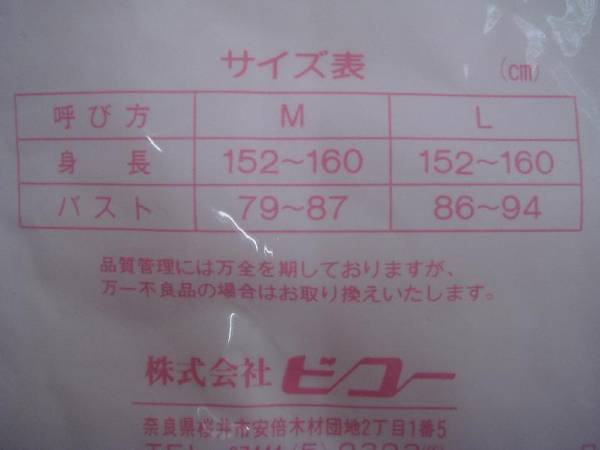 サイズ表 (cm)
呼び方 M L
身長 152〜160 152〜160
バスト 79〜87 86〜94
品質管理には万全を期しておりますが、
万一不良品の場合はお取り換えいたします。
株式会社 ビコー
奈良県桜井市安倍木材団地2丁目1番5
TEL